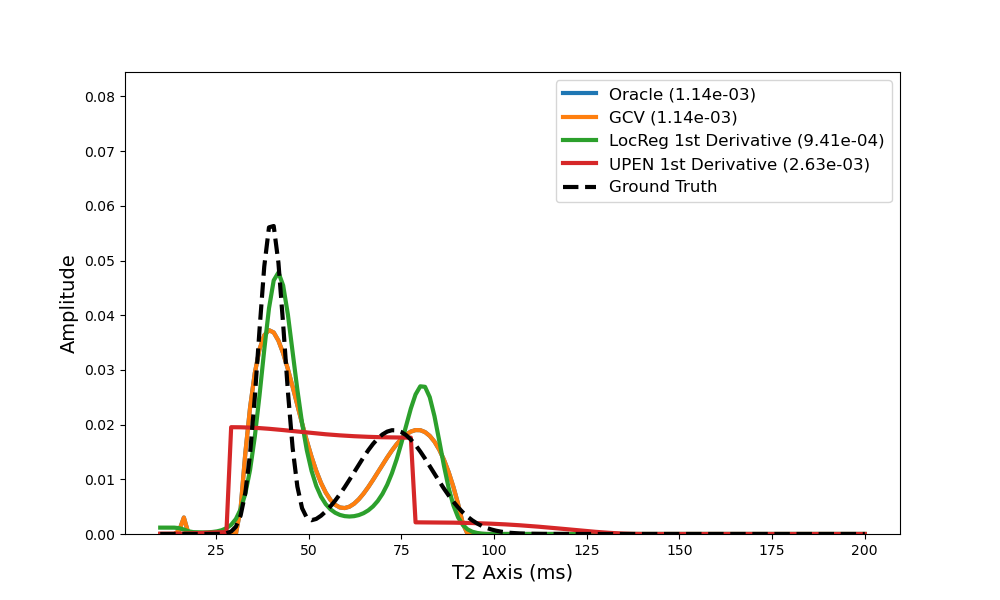 Oracle (1.14e-03)
GCV (1.14e-03)
LocReg 1st Derivative (9.41e-04)
UPEN 1st Derivative (2.63e-03)
Ground Truth
0.08
0.07
0.06
0.05
0.04
0.03
0.02
0.01
0.00
Amplitude
25
50
75
100
125
150
175
200
T2 Axis (ms)